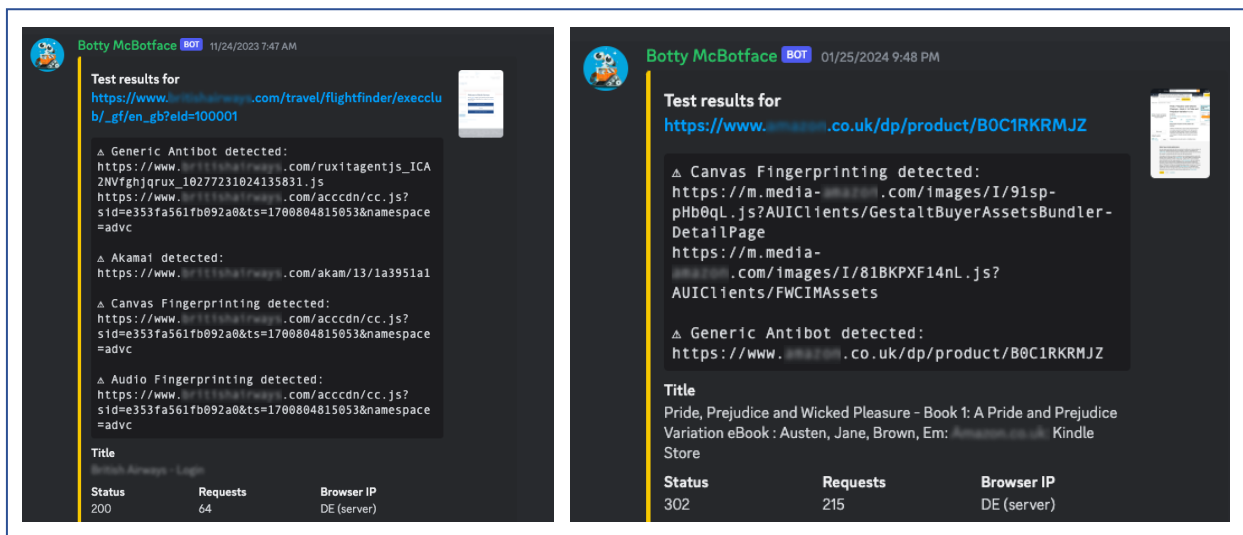 Botty McBotface BOT 11/24/2023 7:47 AM
Test results for
https://www. .com/travel/flightfinder/execclu
b/_gf/en_gb?eId=100001
⚠ Generic Antibot detected:
https://www. .com/ruxitagentjs_ICA
2NVfghjqrux_10277231024135831.js
https://www. .com/acccdn/cc.js?
sid=e353fa561fb092a0&ts=1700804815053&namespace
=advc
⚠ Akamai detected:
https://www. .com/akam/13/1a3951a1
⚠ Canvas Fingerprinting detected:
https://www. .com/acccdn/cc.js?
sid=e353fa561fb092a0&ts=1700804815053&namespace
=advc
⚠ Audio Fingerprinting detected:
https://www. .com/acccdn/cc.js?
sid=e353fa561fb092a0&ts=1700804815053&namespace
=advc
Title
Status Requests Browser IP
200 64 DE (server)
Botty McBotface BOT 01/25/2024 9:48 PM
Test results for
https://www. .co.uk/dp/product/B0C1RKRMJZ
⚠ Canvas Fingerprinting detected:
https://m.media- .com/images/I/91sp-
pHb0qL.js?AUIClients/GestaltBuyerAssetsBundler-
DetailPage
https://m.media-
.com/images/I/81BKPXF14nL.js?
AUIClients/FWCIMAssets
⚠ Generic Antibot detected:
https://www. .co.uk/dp/product/B0C1RKRMJZ
Title
Pride, Prejudice and Wicked Pleasure - Book 1: A Pride and Prejudice
Variation eBook : Austen, Jane, Brown, Em: Kindle
Store
Status Requests Browser IP
302 215 DE (server)